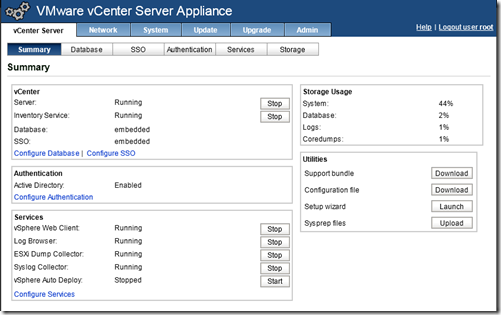 VMware vCenter Server Appliance
vCenter Server Network System Update Upgrade Admin
Help | Logout user root
Summary Database SSO Authentication Services Storage
Summary
vCenter
Server: Running Stop
Inventory Service: Running Stop
Database: embedded
SSO: embedded
Configure Database | Configure SSO
Authentication
Active Directory: Enabled
Configure Authentication
Services
vSphere Web Client: Running Stop
Log Browser: Running Stop
ESXi Dump Collector: Running Stop
Syslog Collector: Running Stop
vSphere Auto Deploy: Stopped Start
Configure Services
Storage Usage
System: 44%
Database: 2%
Logs: 1%
Coredumps: 1%
Utilities
Support bundle Download
Configuration file Download
Setup wizard Launch
Sysprep files Upload